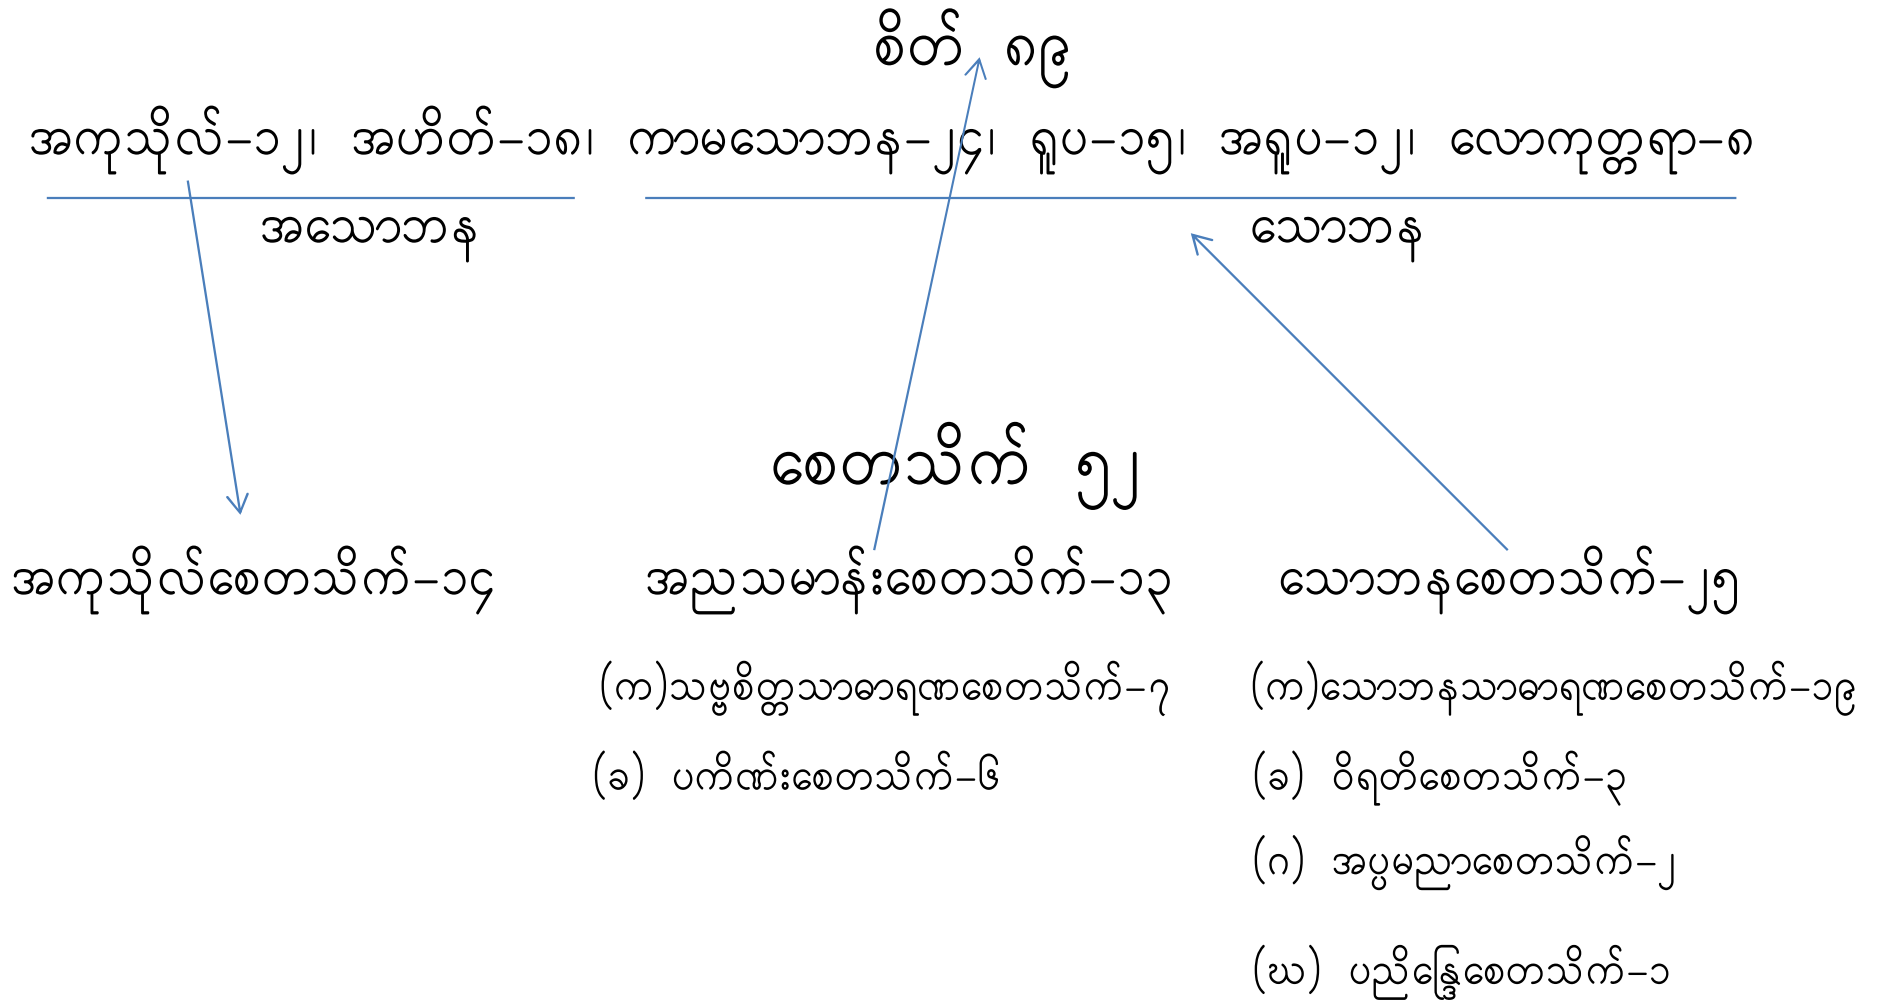 စိတ် ၈၉
အကုသိုလ်–၁၂၊ အဟိတ်–၁၈၊ ကာမသောဘန–၂၄၊ ရူပ–၁၅၊ အရူပ–၁၂၊ လောကုတ္တရာ–၈
အသောဘန သောဘန
စေတသိက် ၅၂
အကုသိုလ်စေတသိက်–၁၄ အညသမာန်းစေတသိက်–၁၃ သောဘနစေတသိက်–၂၅
(က)သဗ္ဗစိတ္တသာဓာရဏစေတသိက်–၇ (က)သောဘနသာဓာရဏစေတသိက်–၁၉
(ခ) ပကိဏ်းစေတသိက်–၆ (ခ) ဝိရတိစေတသိက်–၃
(ဂ) အပ္ပမညာစေတသိက်–၂
(ဃ) ပညိန္ဒြေစေတသိက်–၁